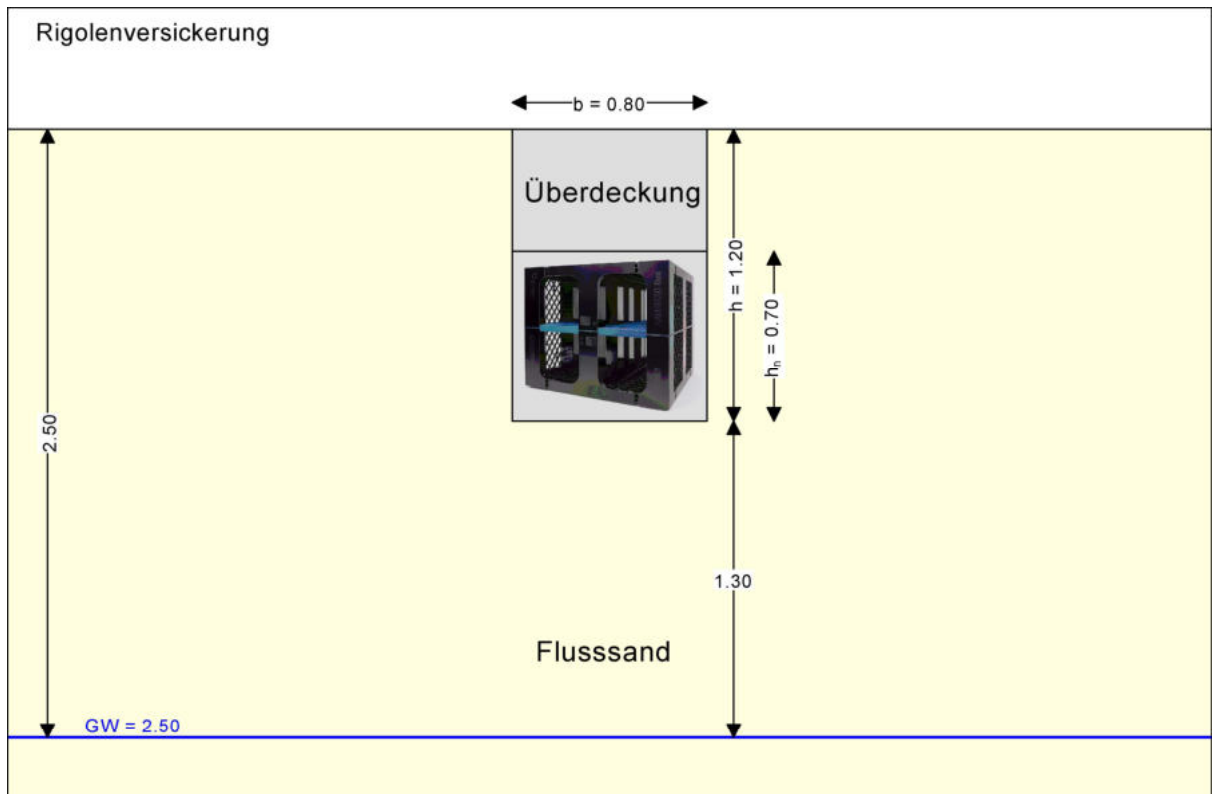 Rigolenversickerung
b = 0.80
Überdeckung
h = 1.20
hₙ = 0.70
2.50
1.30
Flusssand
GW = 2.50